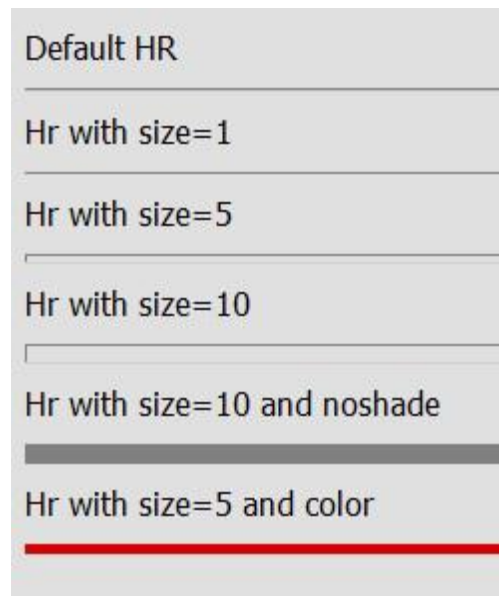 Default HR
Hr with size=1
Hr with size=5
Hr with size=10
Hr with size=10 and noshade
Hr with size=5 and color